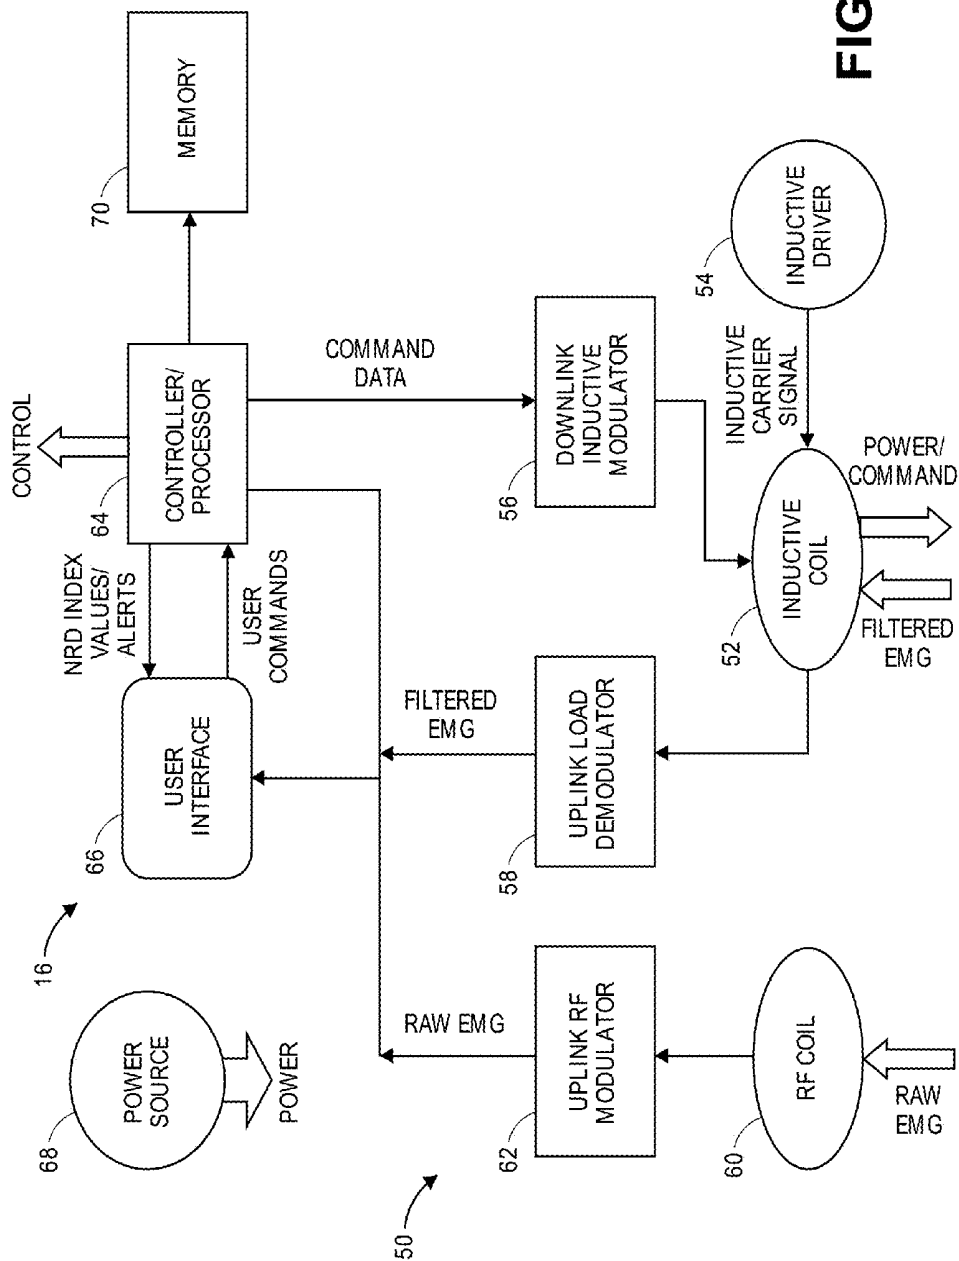 16
68
POWER
SOURCE
POWER
66
USER
INTERFACE
NRD INDEX
VALUES/
ALERTS
USER
COMMANDS
64
CONTROLLER/
PROCESSOR
CONTROL
70
MEMORY
50
RAW EMG
FILTERED
EMG
COMMAND
DATA
62
UPLINK RF
MODULATOR
58
UPLINK LOAD
DEMODULATOR
56
DOWNLINK
INDUCTIVE
MODULATOR
60
RF COIL
52
INDUCTIVE
COIL
INDUCTIVE
CARRIER
SIGNAL
54
INDUCTIVE
DRIVER
RAW
EMG
FILTERED
EMG
POWER/
COMMAND
FIG